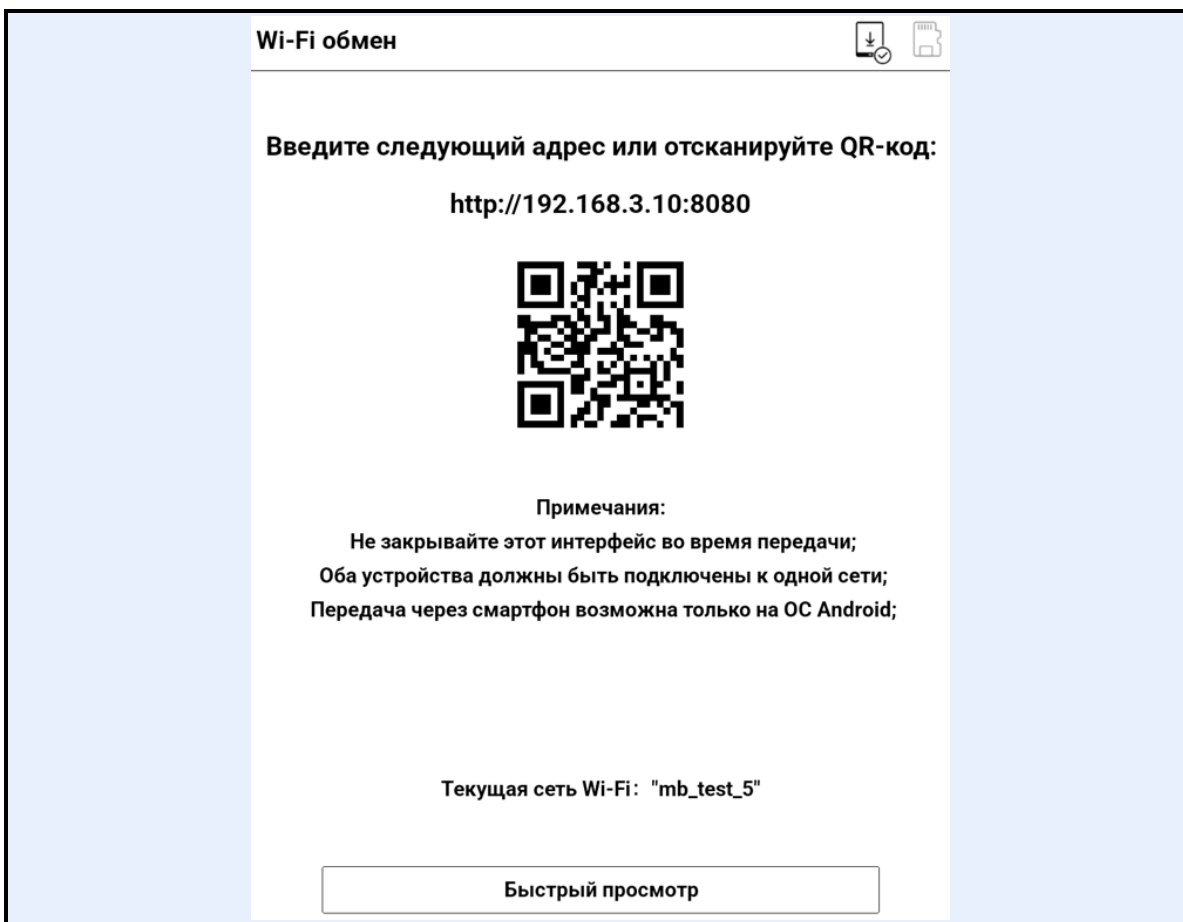 Wi-Fi обмен
Введите следующий адрес или отсканируйте QR-код:
http://192.168.3.10:8080
Примечания:
Не закрывайте этот интерфейс во время передачи;
Оба устройства должны быть подключены к одной сети;
Передача через смартфон возможна только на ОС Android;
Текущая сеть Wi-Fi： "mb_test_5"
Быстрый просмотр